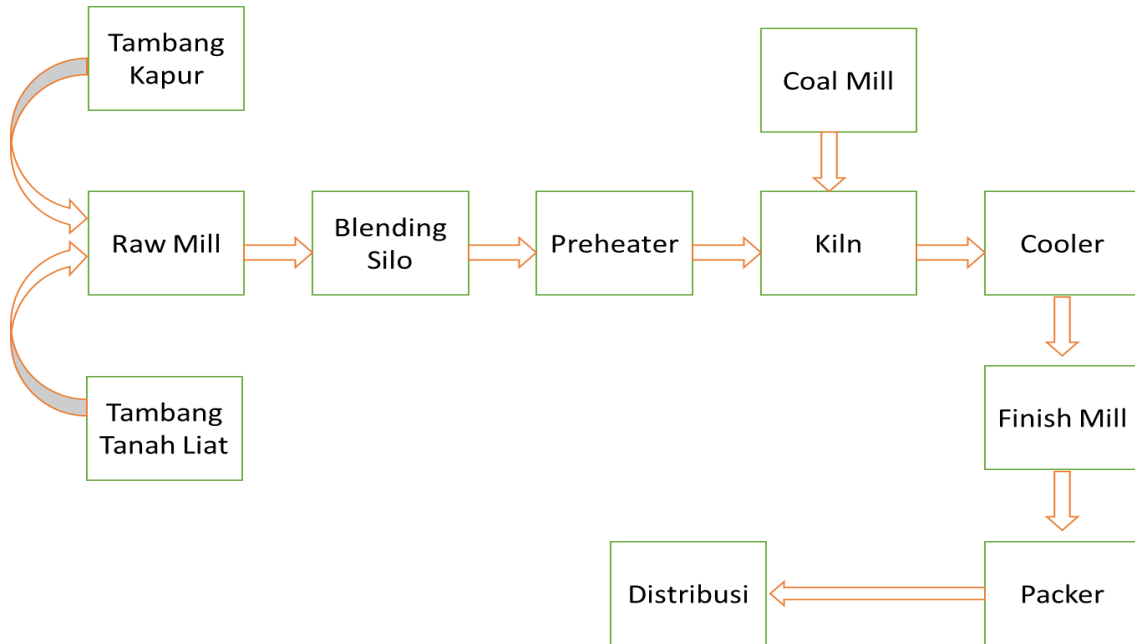 Tambang
Kapur
Coal Mill
Raw Mill
Blending
Silo
Preheater
Kiln
Cooler
Tambang
Tanah Liat
Finish Mill
Distribusi
Packer